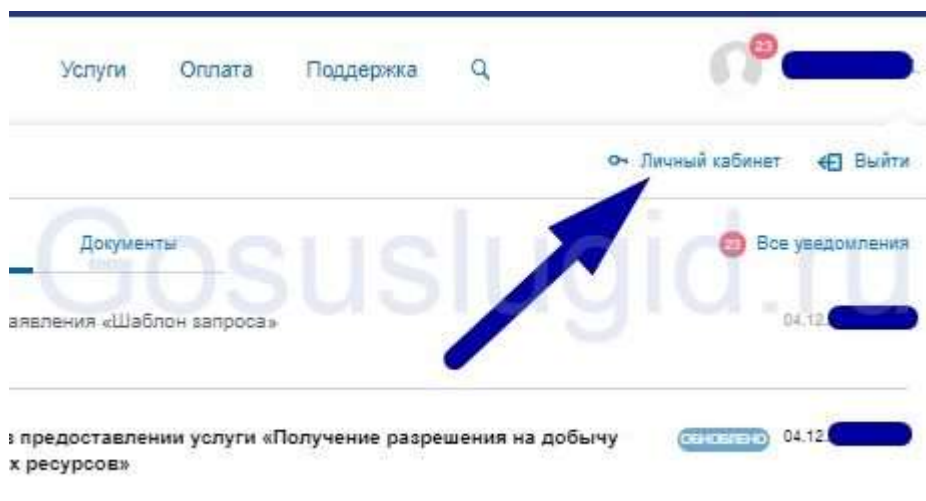 Услуги Оплата Поддержка 23
Личный кабинет Выйти
Документы 23 Все уведомления
Gosuslugid.ru
аявления «Шаблон запроса» 04.12.
в предоставлении услуги «Получение разрешения на добычу ОБНОВЛЕНО 04.12.
х ресурсов»